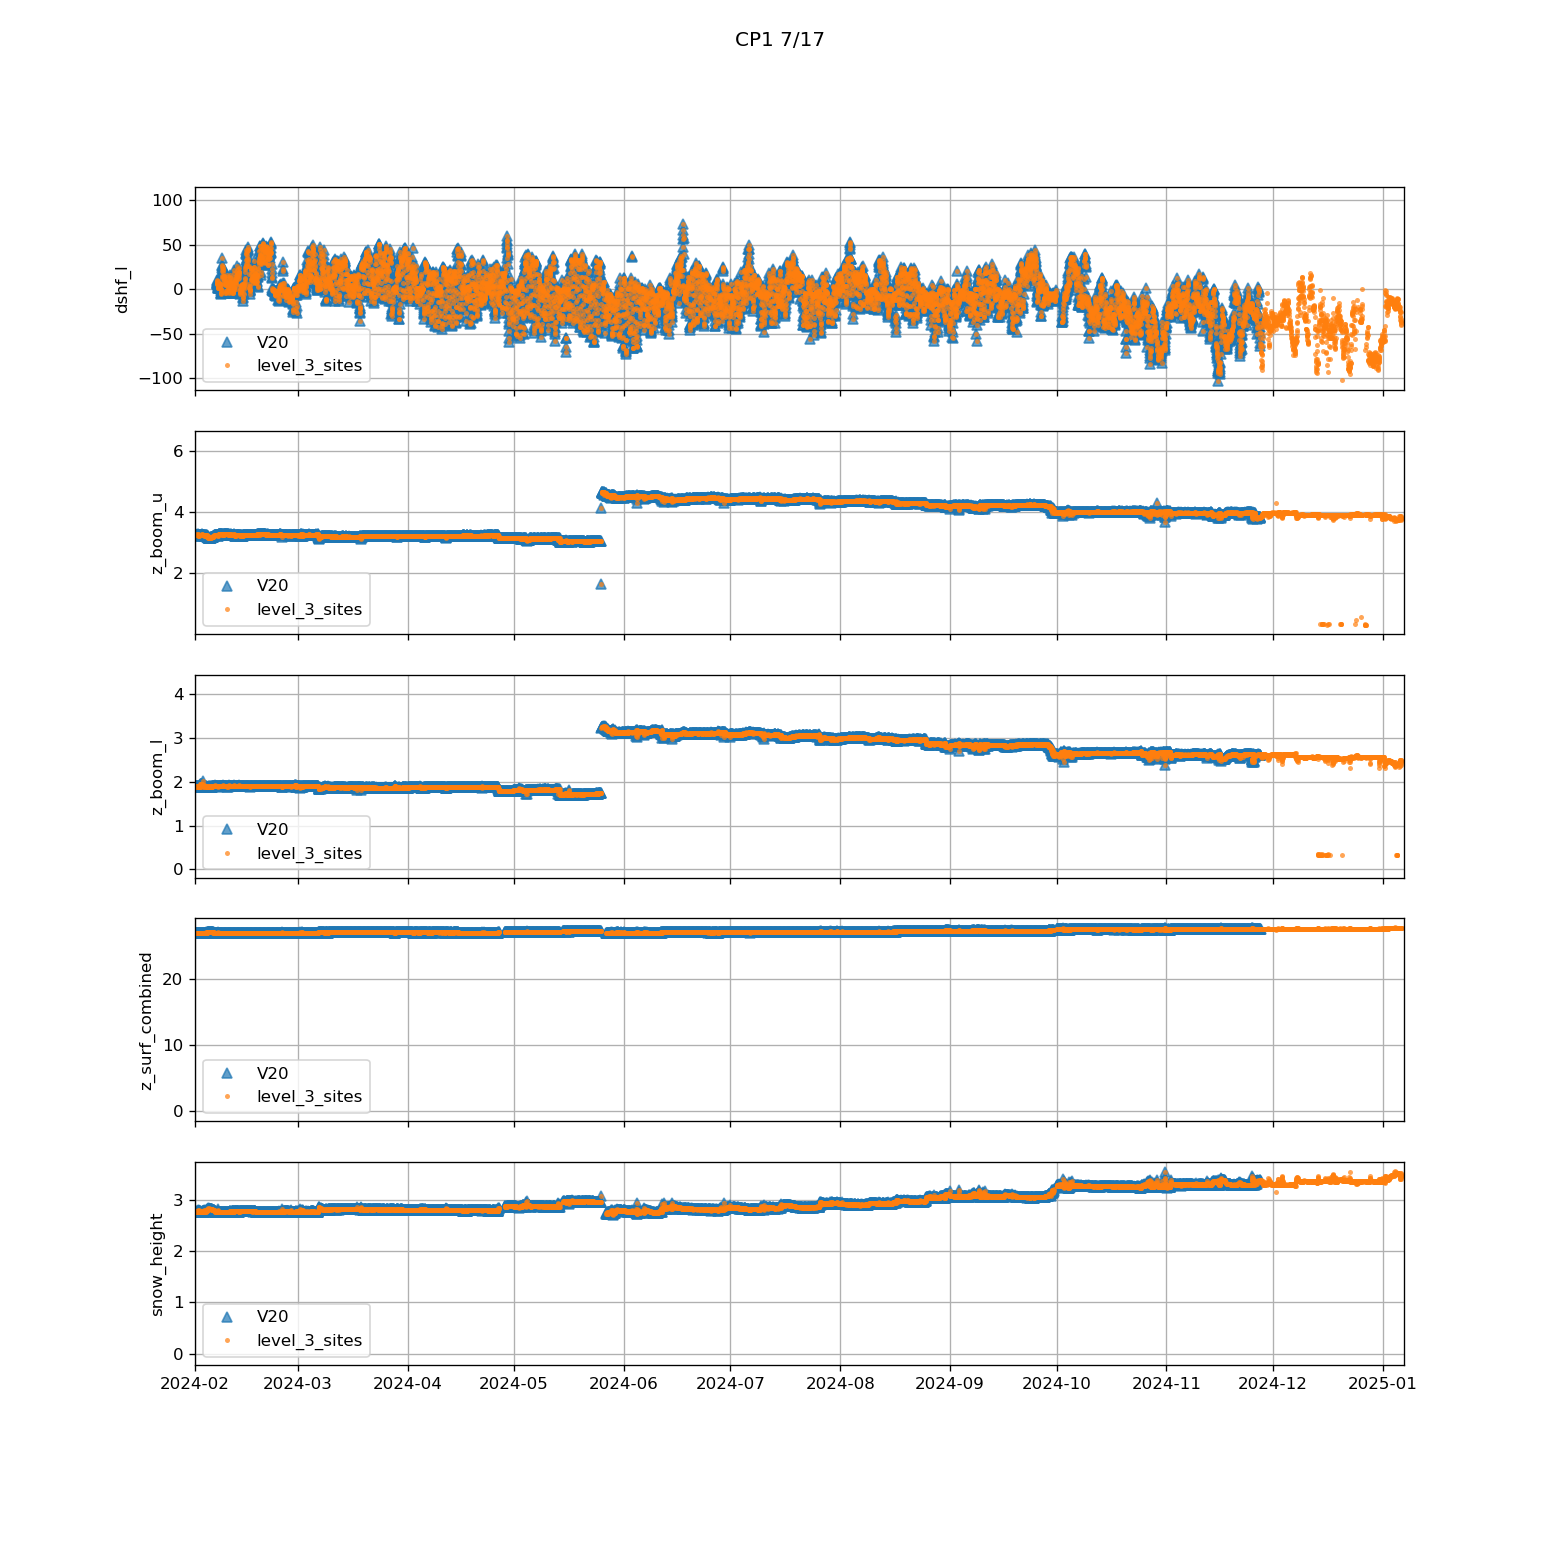 CP1 7/17
100
50
0
−50
−100
dshf_l
V20
level_3_sites
6
4
2
z_boom_u
V20
level_3_sites
4
3
2
1
0
z_boom_l
V20
level_3_sites
20
10
0
z_surf_combined
V20
level_3_sites
3
2
1
0
snow_height
V20
level_3_sites
2024-02 2024-03 2024-04 2024-05 2024-06 2024-07 2024-08 2024-09 2024-10 2024-11 2024-12 2025-01